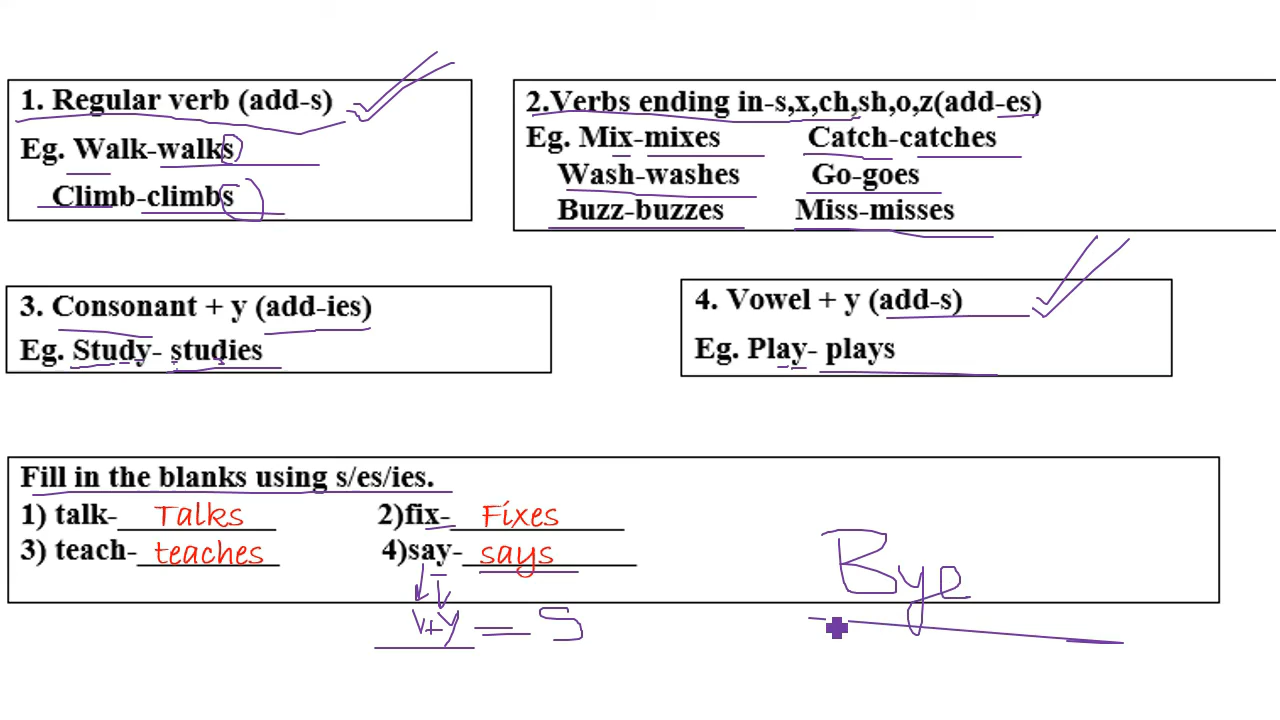 1. Regular verb (add-s)
Eg. Walk-walks
Climb-climbs
2.Verbs ending in-s,x,ch,sh,o,z(add-es)
Eg. Mix-mixes Catch-catches
Wash-washes Go-goes
Buzz-buzzes Miss-misses
3. Consonant + y (add-ies)
Eg. Study- studies
4. Vowel + y (add-s)
Eg. Play- plays
Fill in the blanks using s/es/ies.
1) talk- Talks 2)fix- Fixes
3) teach- teaches 4)say- says
v+y = S
Bye